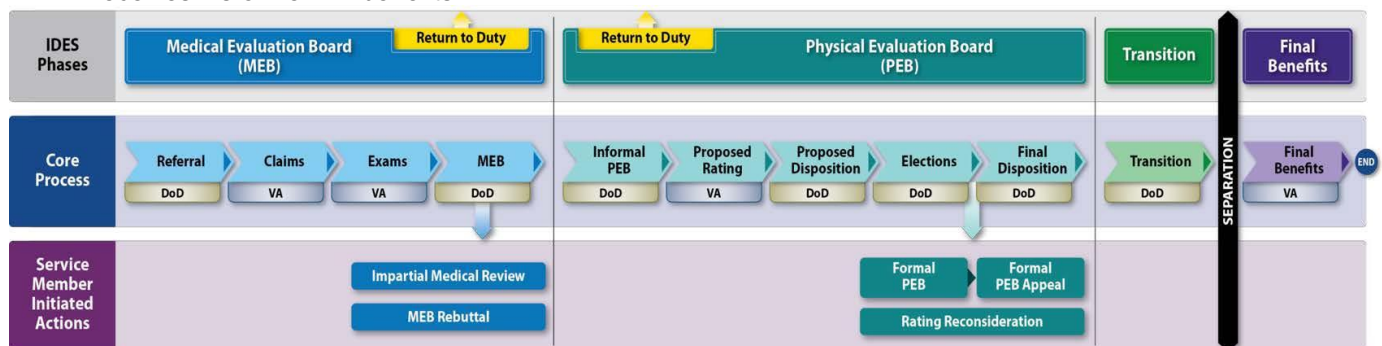 IDES
Phases
Medical Evaluation Board
(MEB)
Return to Duty
Return to Duty
Physical Evaluation Board
(PEB)
Transition
Final
Benefits
Core
Process
Referral
DoD
Claims
VA
Exams
VA
MEB
DoD
Informal
PEB
DoD
Proposed
Rating
VA
Proposed
Disposition
DoD
Elections
DoD
Final
Disposition
DoD
Transition
DoD
SEPARATION
Final
Benefits
VA
END
Service
Member
Initiated
Actions
Impartial Medical Review
MEB Rebuttal
Formal
PEB
Formal
PEB Appeal
Rating Reconsideration